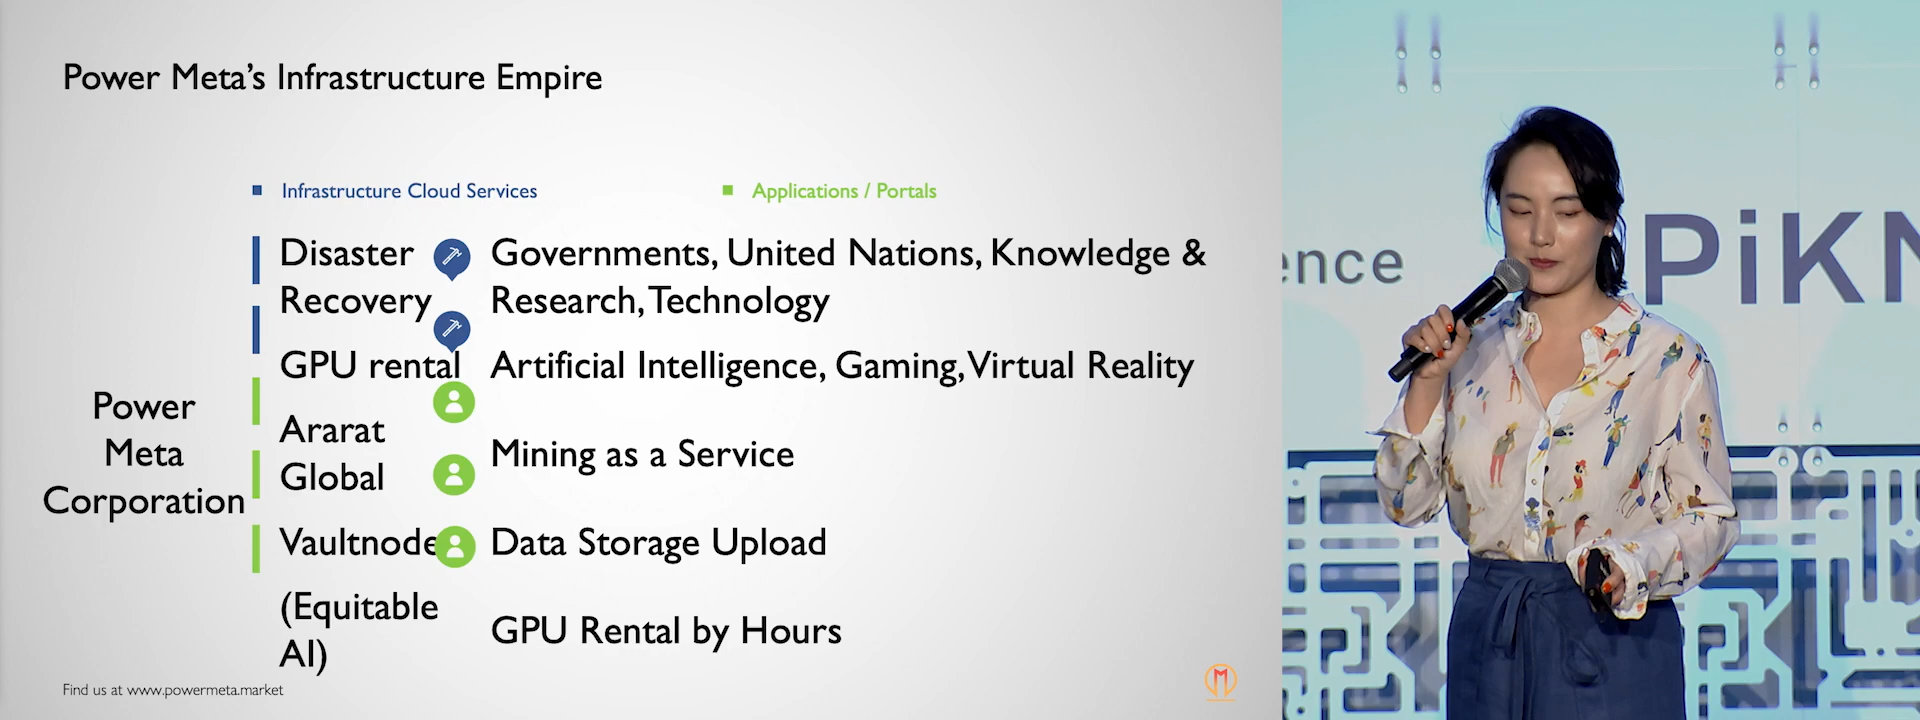 Power Meta’s Infrastructure Empire
Infrastructure Cloud Services
Applications / Portals
Power
Meta
Corporation
Disaster
Recovery
Governments, United Nations, Knowledge &
Research, Technology
GPU rental
Artificial Intelligence, Gaming, Virtual Reality
Ararat
Global
Mining as a Service
Vaultnode
Data Storage Upload
(Equitable
AI)
GPU Rental by Hours
Find us at www.powermeta.market
M
ence
PiKN